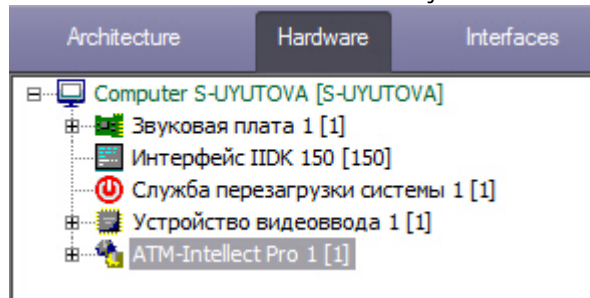 Architecture Hardware Interfaces
Computer S-UYUTOVA [S-UYUTOVA]
Звуковая плата 1 [1]
Интерфейс IIDK 150 [150]
Служба перезагрузки системы 1 [1]
Устройство видеоввода 1 [1]
ATM-Intellect Pro 1 [1]